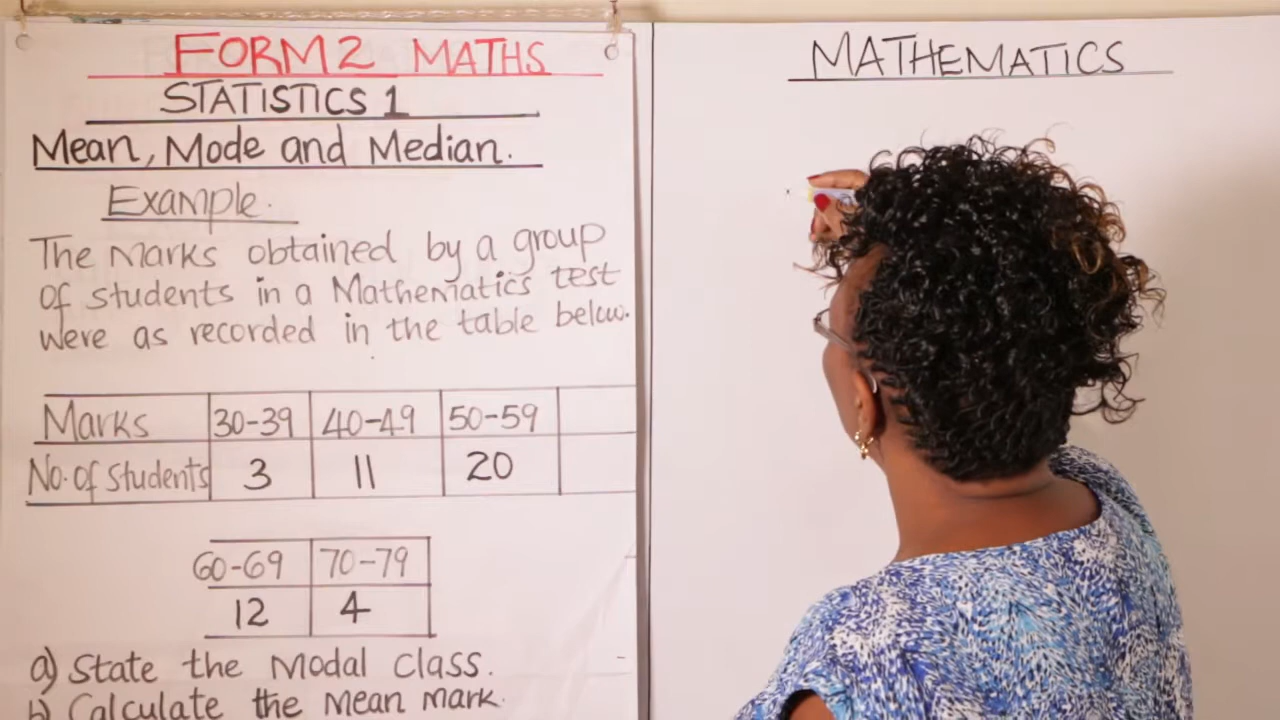 FORM 2 MATHS
STATISTICS 1
Mean, Mode and Median.
Example.
The Marks obtained by a group
of students in a Mathematics test
were as recorded in the table below.
Marks 30-39 40-49 50-59
No. of students 3 11 20
60-69 70-79
12 4
a) State the Modal Class.
b) Calculate the Mean mark.
MATHEMATICS